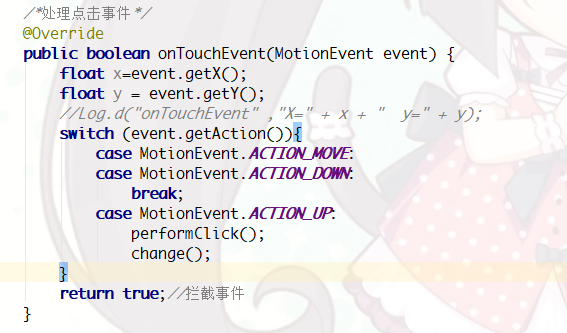 /*处理点击事件*/
@Override
public boolean onTouchEvent(MotionEvent event) {
    float x=event.getX();
    float y = event.getY();
    //Log.d("onTouchEvent" ,"X=" + x + "  y=" + y);
    switch (event.getAction()){
        case MotionEvent.ACTION_MOVE:
        case MotionEvent.ACTION_DOWN:
            break;
        case MotionEvent.ACTION_UP:
            performClick();
            change();
    }
    return true;//拦截事件
}